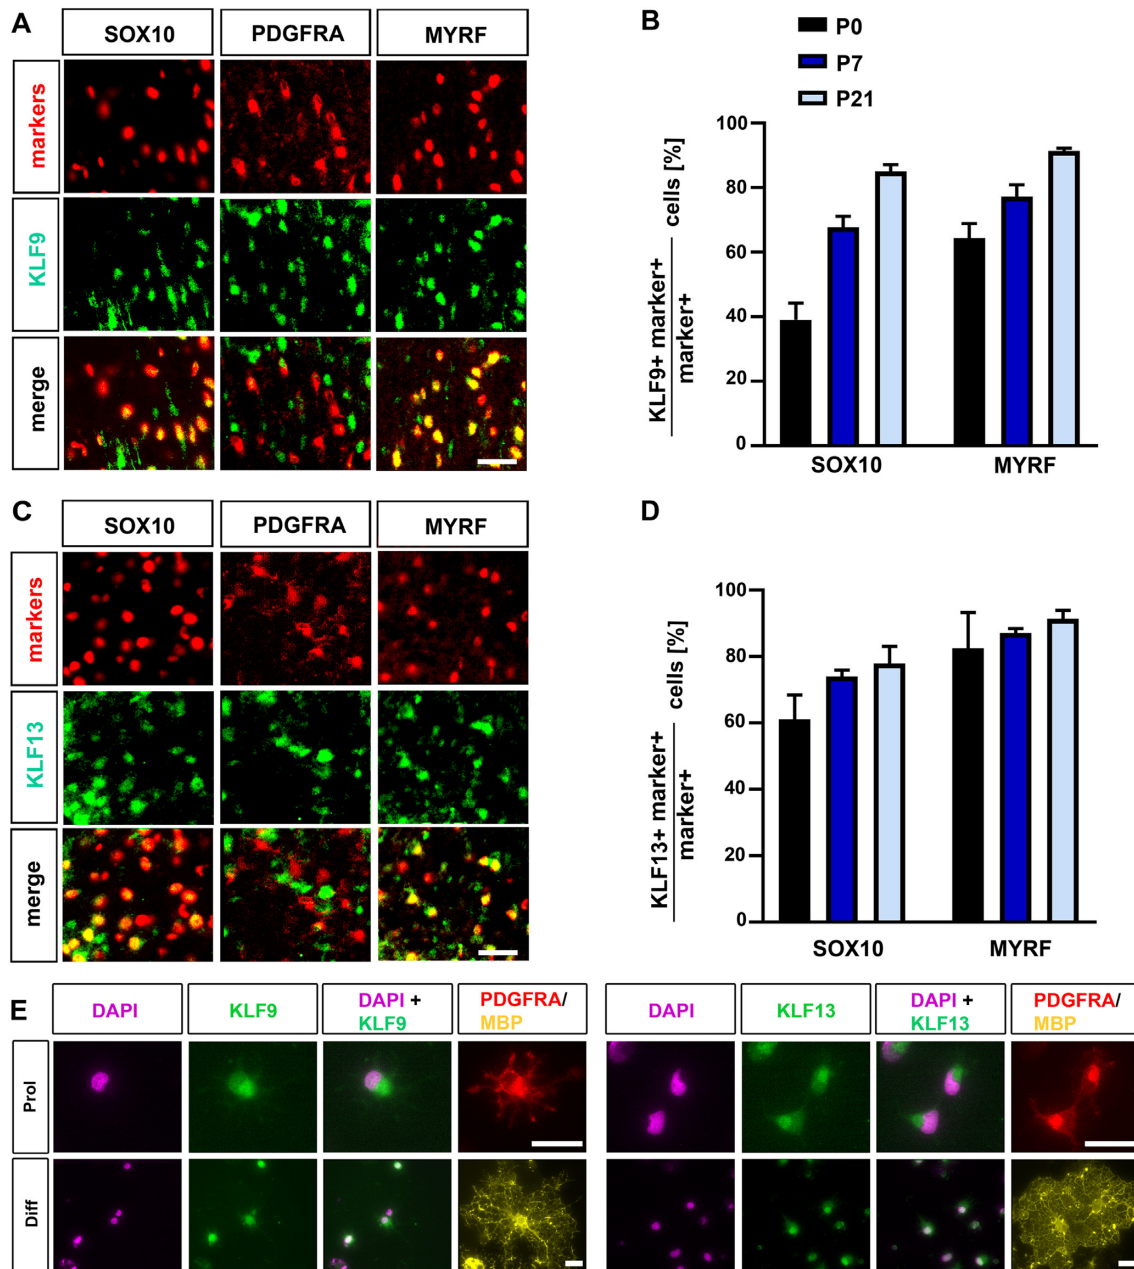 A
SOX10
PDGFRA
MYRF
markers
KLF9
merge
B
P0
P7
P21
KLF9+ marker+
marker+
cells [%]
100
80
60
40
20
0
SOX10
MYRF
C
SOX10
PDGFRA
MYRF
markers
KLF13
merge
D
KLF13+ marker+
marker+
cells [%]
100
80
60
40
20
0
SOX10
MYRF
E
DAPI
KLF9
DAPI +
KLF9
PDGFRA/
MBP
DAPI
KLF13
DAPI +
KLF13
PDGFRA/
MBP
Prol
Diff